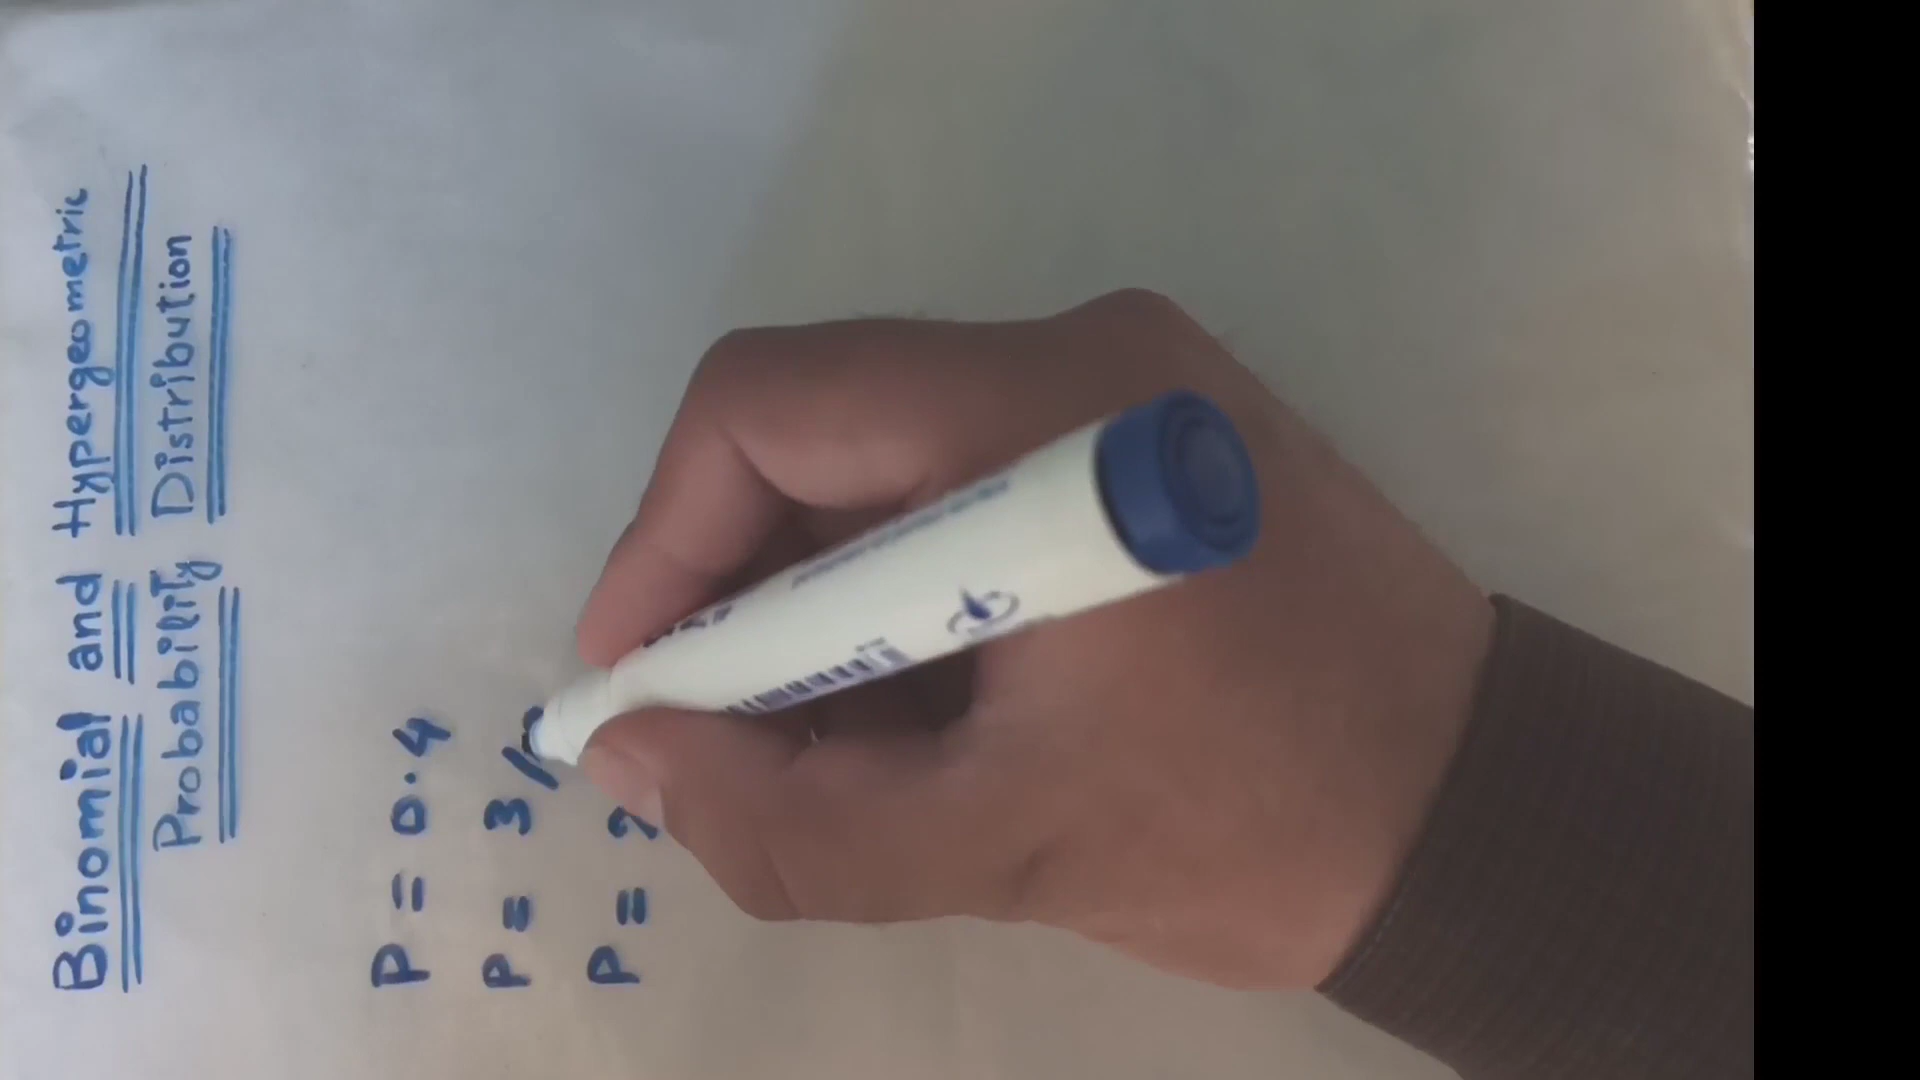 Binomial and Hypergeometric
Probability Distribution
P = 0.4
P = 3/
P =